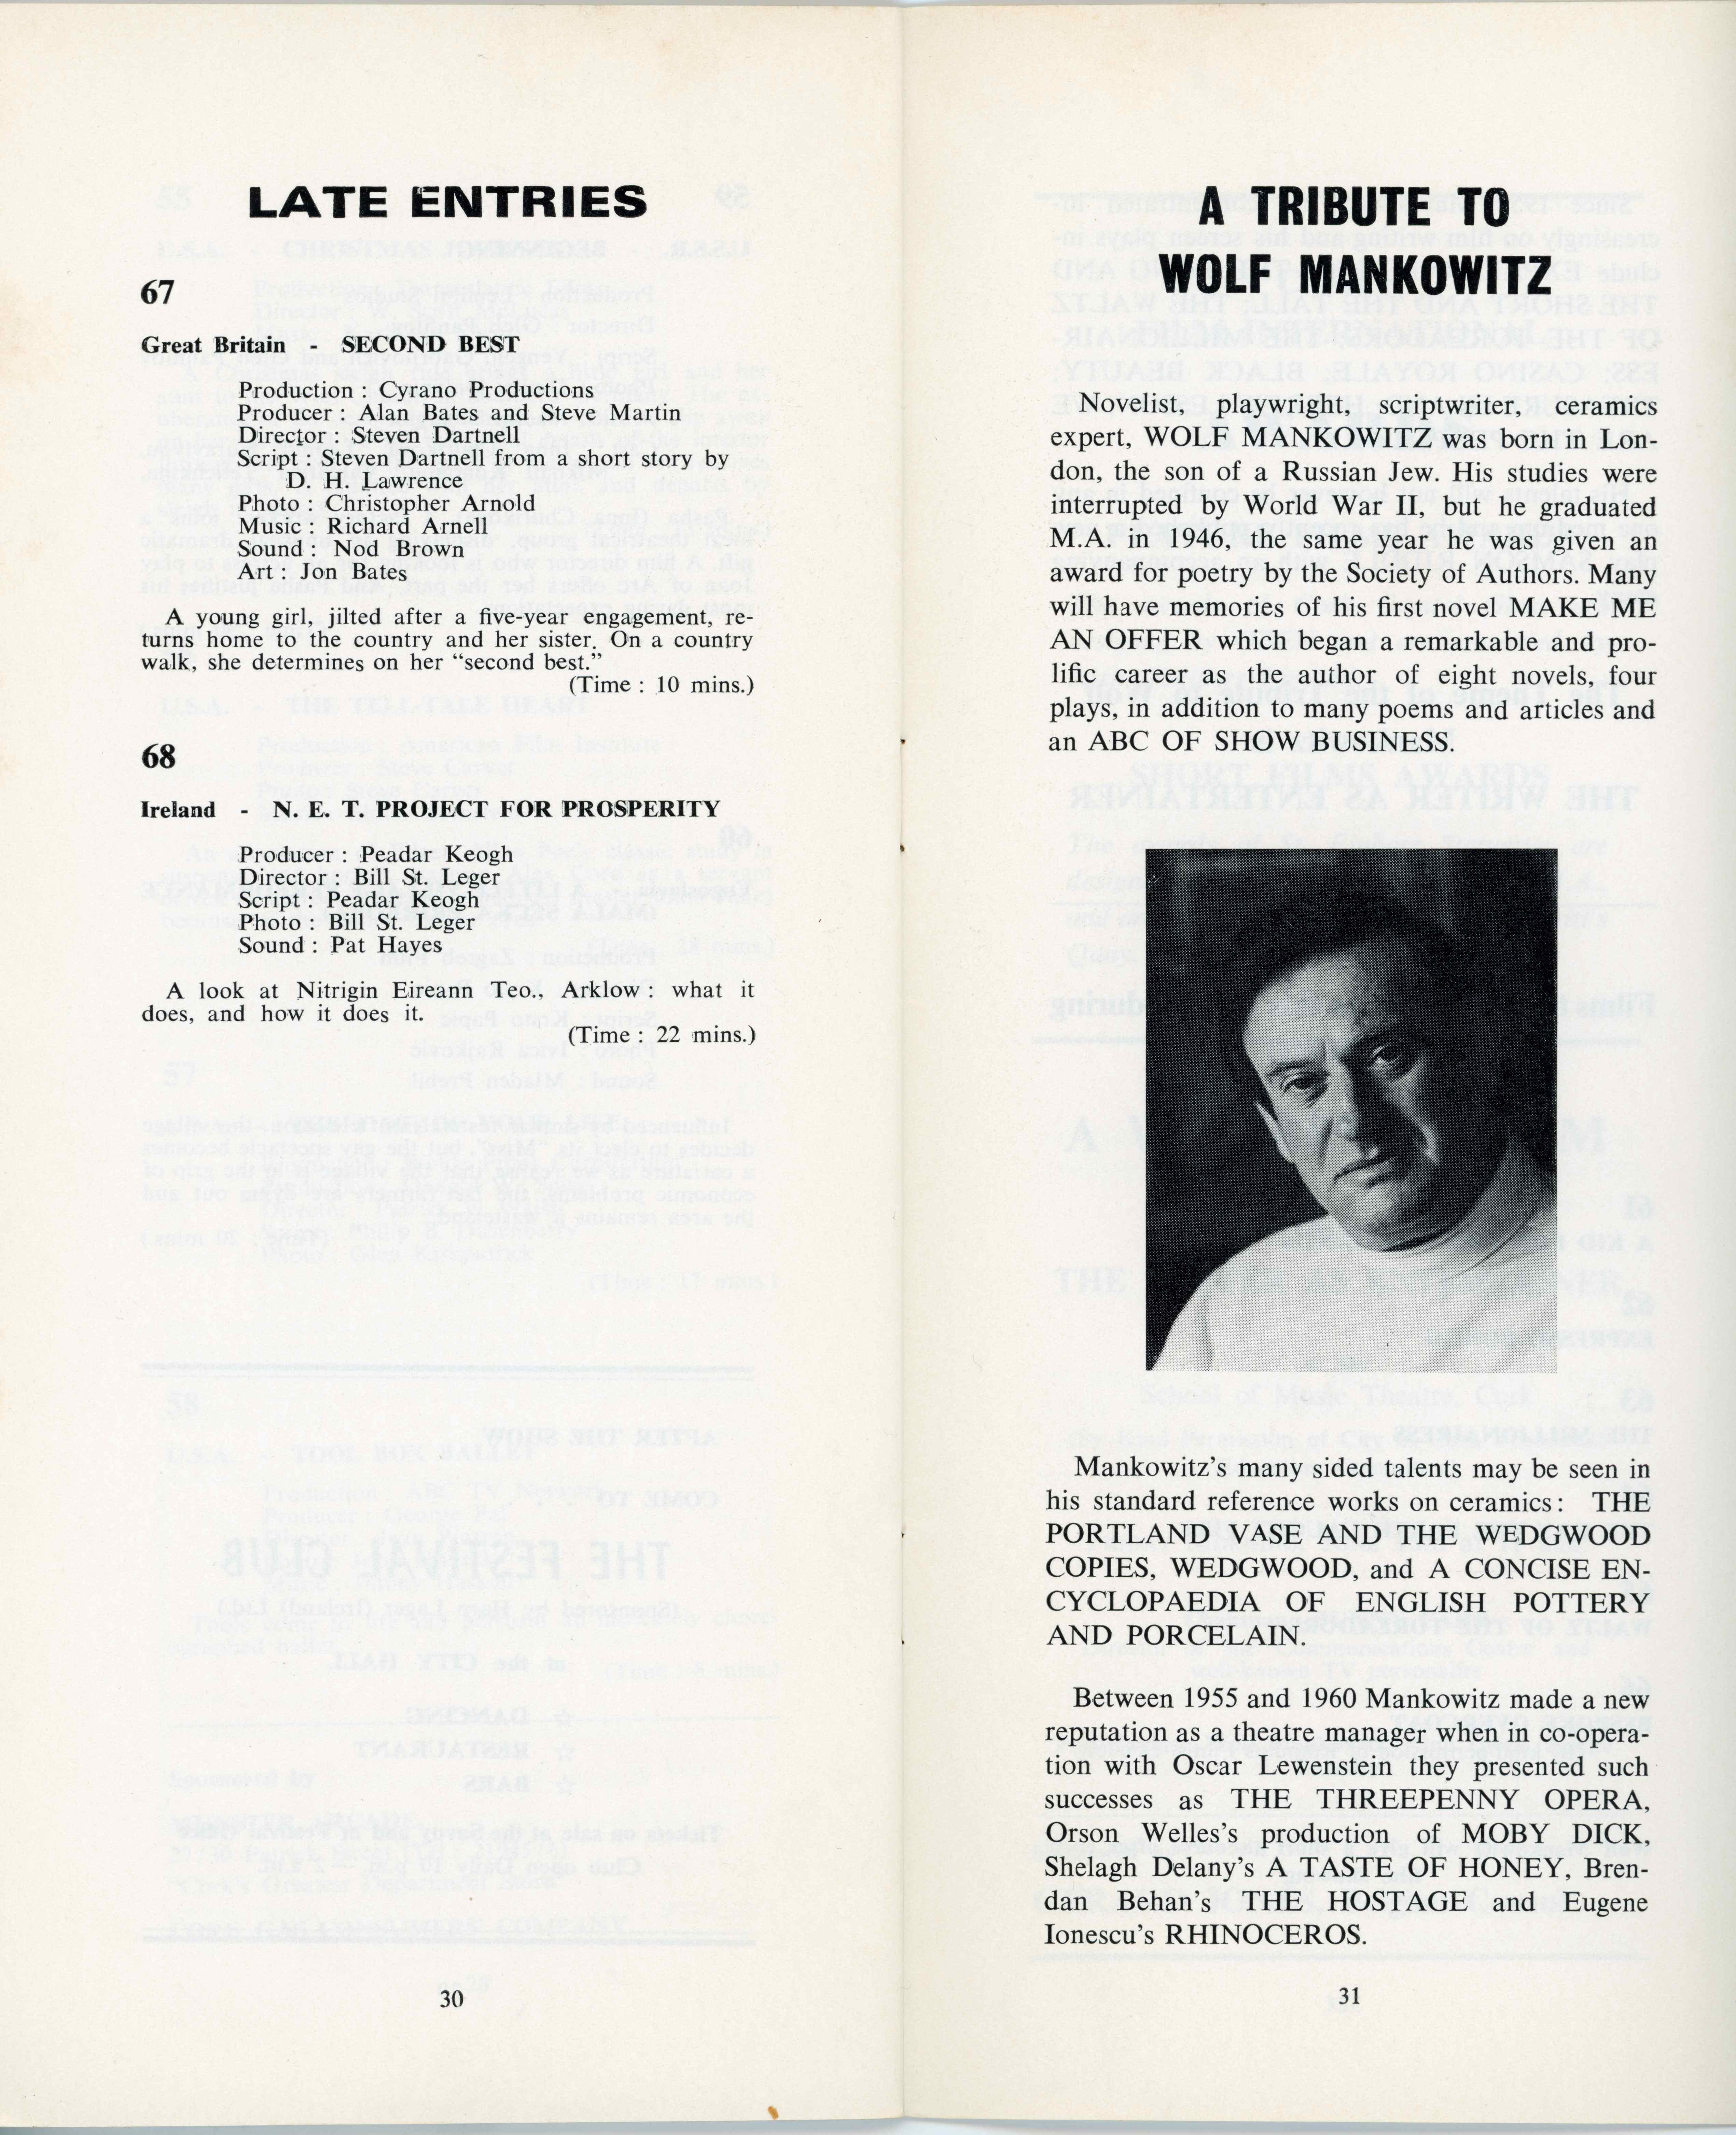 LATE ENTRIES
67
Great Britain - SECOND BEST
Production : Cyrano Productions
Producer : Alan Bates and Steve Martin
Director : Steven Dartnell
Script : Steven Dartnell from a short story by
D. H. Lawrence
Photo : Christopher Arnold
Music : Richard Arnell
Sound : Nod Brown
Art : Jon Bates
A young girl, jilted after a five-year engagement, re-
turns home to the country and her sister. On a country
walk, she determines on her “second best.”
(Time : 10 mins.)
68
Ireland - N. E. T. PROJECT FOR PROSPERITY
Producer : Peadar Keogh
Director : Bill St. Leger
Script : Peadar Keogh
Photo : Bill St. Leger
Sound : Pat Hayes
A look at Nitrigin Eireann Teo., Arklow : what it
does, and how it does it.
(Time : 22 mins.)
30
A TRIBUTE TO
WOLF MANKOWITZ
Novelist, playwright, scriptwriter, ceramics
expert, WOLF MANKOWITZ was born in Lon-
don, the son of a Russian Jew. His studies were
interrupted by World War II, but he graduated
M.A. in 1946, the same year he was given an
award for poetry by the Society of Authors. Many
will have memories of his first novel MAKE ME
AN OFFER which began a remarkable and pro-
lific career as the author of eight novels, four
plays, in addition to many poems and articles and
an ABC OF SHOW BUSINESS.
Mankowitz’s many sided talents may be seen in
his standard reference works on ceramics : THE
PORTLAND VASE AND THE WEDGWOOD
COPIES, WEDGWOOD, and A CONCISE EN-
CYCLOPAEDIA OF ENGLISH POTTERY
AND PORCELAIN.
Between 1955 and 1960 Mankowitz made a new
reputation as a theatre manager when in co-opera-
tion with Oscar Lewenstein they presented such
successes as THE THREEPENNY OPERA,
Orson Welles’s production of MOBY DICK,
Shelagh Delany’s A TASTE OF HONEY, Bren-
dan Behan’s THE HOSTAGE and Eugene
Ionescu’s RHINOCEROS.
31